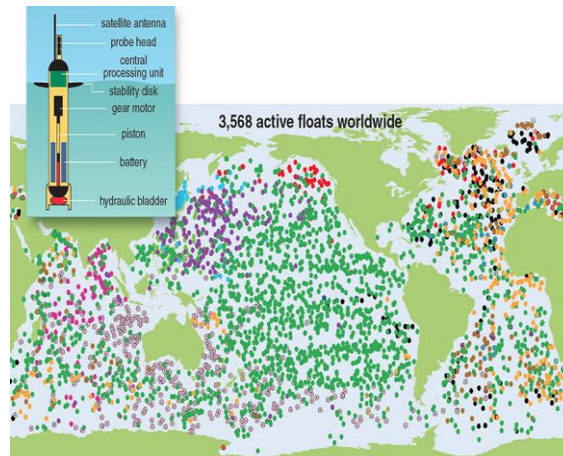 satellite antenna
probe head
central
processing unit
stability disk
gear motor
piston
battery
hydraulic bladder
3,568 active floats worldwide